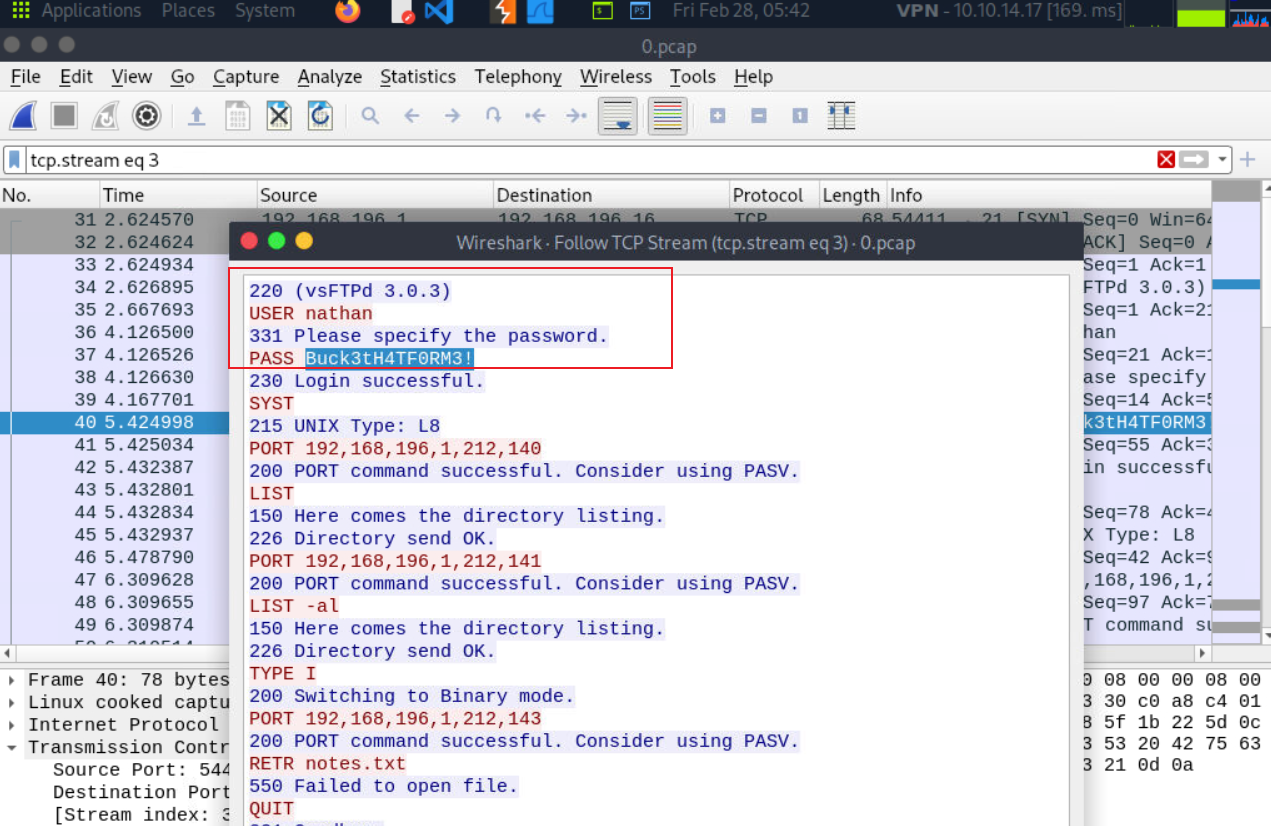 Applications Places System Fri Feb 28, 05:42 VPN - 10.10.14.17 [169. ms]
0.pcap
File Edit View Go Capture Analyze Statistics Telephony Wireless Tools Help
tcp.stream eq 3
No. Time Source Destination Protocol Length Info
31 2.624570 192.168.196.1 192.168.196.16 TCP 68 54411 21 [SYN] Seq=0 Win=64
32 2.624624 ACK] Seq=0 A
33 2.624934 Seq=1 Ack=1
34 2.626895 FTPd 3.0.3)
35 2.667693 Seq=1 Ack=21
36 4.126500 han
37 4.126526 Seq=21 Ack=1
38 4.126630 ase specify
39 4.167701 Seq=14 Ack=5
40 5.424998 k3tH4TF0RM3
41 5.425034 Seq=55 Ack=3
42 5.432387 in successfu
43 5.432801
44 5.432834 Seq=78 Ack=4
45 5.432937 X Type: L8
46 5.478790 Seq=42 Ack=9
47 6.309628 ,168,196,1,2
48 6.309655 Seq=97 Ack=7
49 6.309874 T command su
Wireshark · Follow TCP Stream (tcp.stream eq 3) · 0.pcap
220 (vsFTPd 3.0.3)
USER nathan
331 Please specify the password.
PASS Buck3tH4TF0RM3!
230 Login successful.
SYST
215 UNIX Type: L8
PORT 192,168,196,1,212,140
200 PORT command successful. Consider using PASV.
LIST
150 Here comes the directory listing.
226 Directory send OK.
PORT 192,168,196,1,212,141
200 PORT command successful. Consider using PASV.
LIST -al
150 Here comes the directory listing.
226 Directory send OK.
TYPE I
200 Switching to Binary mode.
PORT 192,168,196,1,212,143
200 PORT command successful. Consider using PASV.
RETR notes.txt
550 Failed to open file.
QUIT
Frame 40: 78 bytes
Linux cooked captu
Internet Protocol
Transmission Contr
Source Port: 544
Destination Port
[Stream index: 3
0 08 00 00 08 00
3 30 c0 a8 c4 01
8 5f 1b 22 5d 0c
3 53 20 42 75 63
3 21 0d 0a